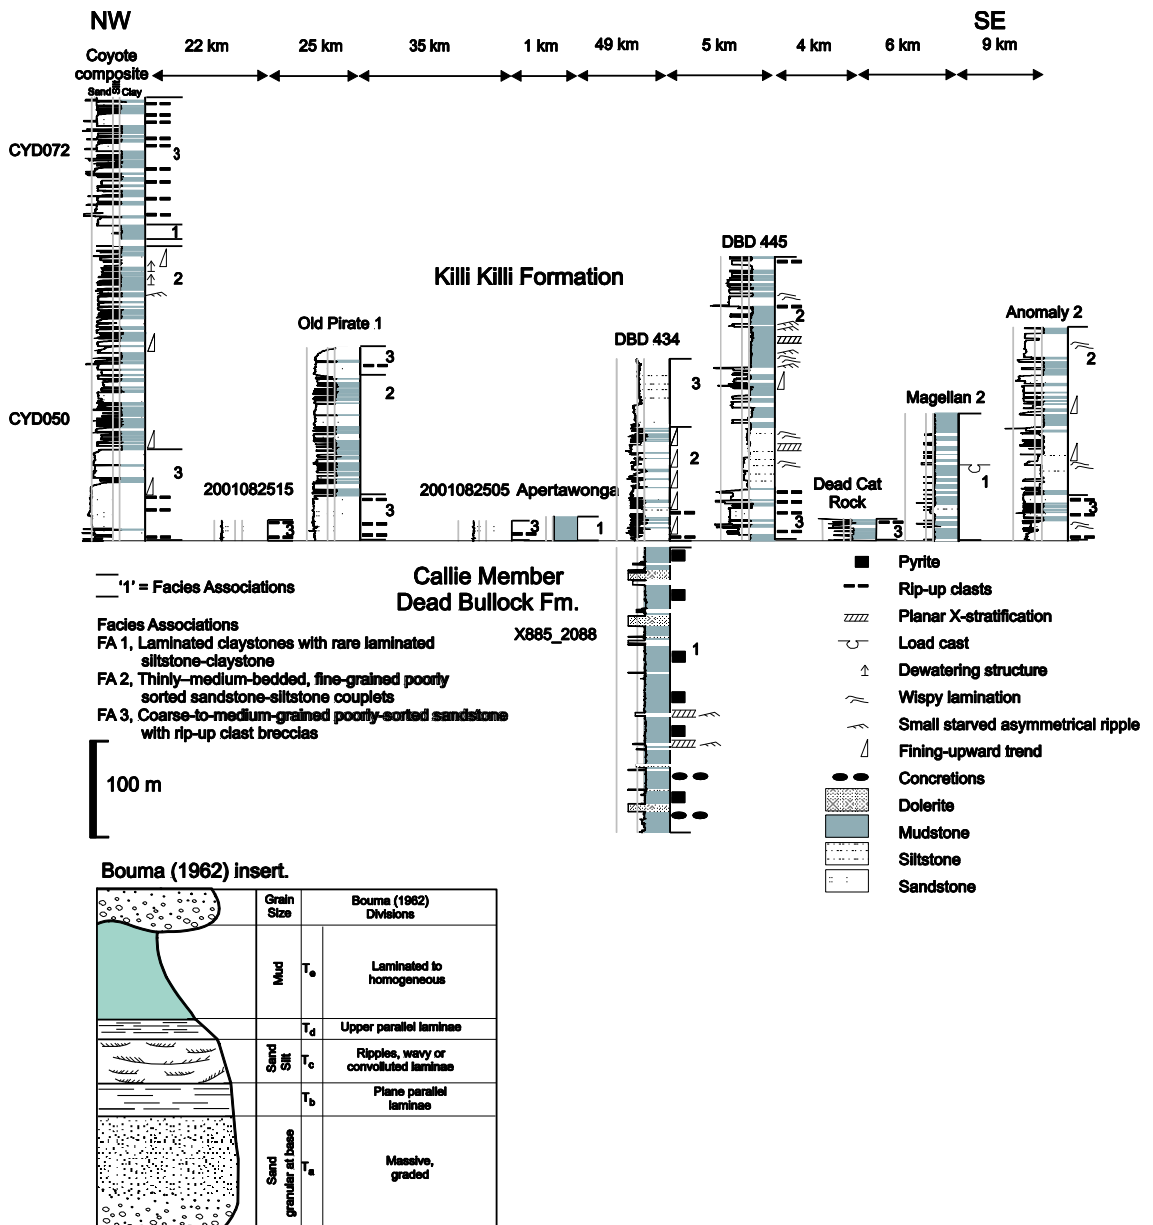 NW
SE
22 km
25 km
35 km
1 km
49 km
5 km
4 km
6 km
9 km
Coyote
composite
Sand
Silt
Clay
CYD072
3
1
2
CYD050
3
Killi Killi Formation
Old Pirate 1
3
2
3
2001082515
3
2001082505
3
Apertawonga
1
DBD 434
3
2
DBD 445
2
3
Dead Cat
Rock
3
Magellan 2
1
Anomaly 2
2
3
'1' = Facies Associations
Facies Associations
FA 1, Laminated claystones with rare laminated
siltstone-claystone
FA 2, Thinly–medium-bedded, fine-grained poorly
sorted sandstone-siltstone couplets
FA 3, Coarse-to-medium-grained poorly-sorted sandstone
with rip-up clast breccias
100 m
Callie Member
Dead Bullock Fm.
X885_2088
1
Pyrite
Rip-up clasts
Planar X-stratification
Load cast
Dewatering structure
Wispy lamination
Small starved asymmetrical ripple
Fining-upward trend
Concretions
Dolerite
Mudstone
Siltstone
Sandstone
Bouma (1962) insert.
Grain
Size
Bouma (1962)
Divisions
Mud
Te
Laminated to
homogeneous
Td
Upper parallel laminae
Sand
Silt
Tc
Ripples, wavy or
convolluted laminae
Tb
Plane parallel
laminae
Sand
granular at base
Ta
Massive,
graded